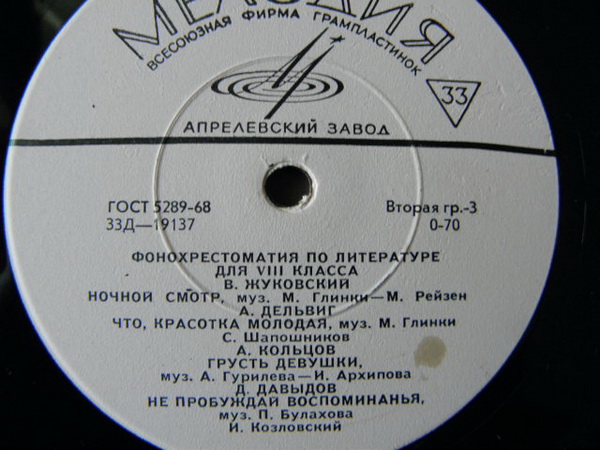 МЕЛОДИЯ
ВСЕСОЮЗНАЯ ФИРМА ГРАМПЛАСТИНОК
33
АПРЕЛЕВСКИЙ ЗАВОД
ГОСТ 5289-68 Вторая гр.-3
33Д—19137 0-70
ФОНОХРЕСТОМАТИЯ ПО ЛИТЕРАТУРЕ
ДЛЯ VIII КЛАССА
В. ЖУКОВСКИЙ
НОЧНОЙ СМОТР, муз. М. Глинки—М. Рейзен
А. ДЕЛЬВИГ
ЧТО, КРАСОТКА МОЛОДАЯ, муз. М. Глинки
С. Шапошников
А. КОЛЬЦОВ
ГРУСТЬ ДЕВУШКИ,
муз. А. Гурилева—И. Архипова
Д. ДАВЫДОВ
НЕ ПРОБУЖДАЙ ВОСПОМИНАНЬЯ,
муз. П. Булахова
И. Козловский